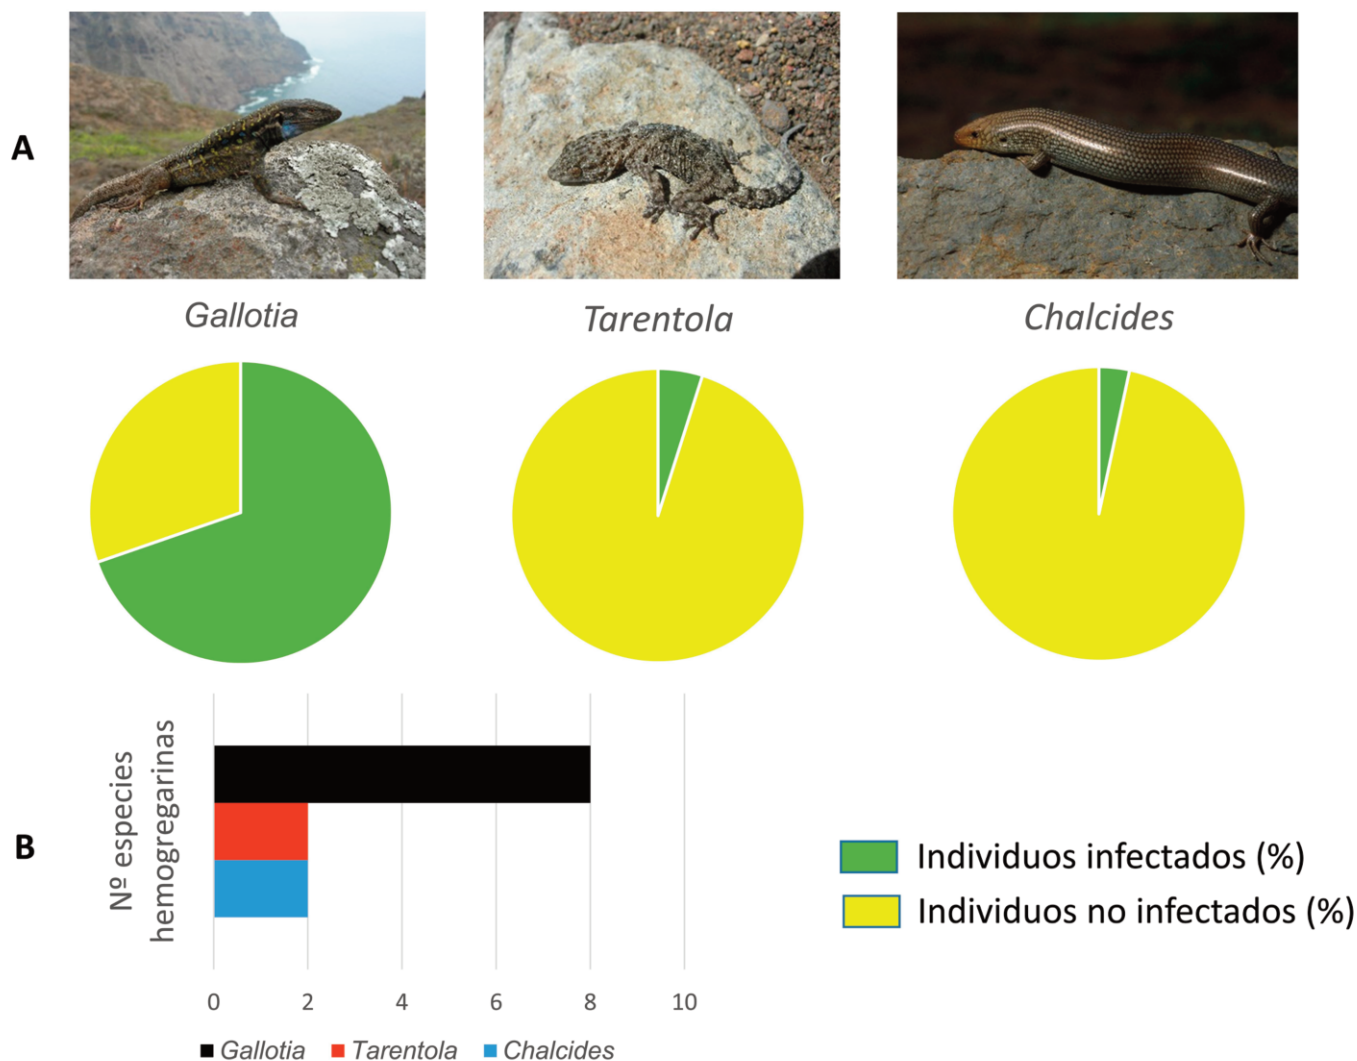 A
Gallotia
Tarentola
Chalcides
B
Nº especies
hemogregarinas
0 2 4 6 8 10
Gallotia Tarentola Chalcides
Individuos infectados (%)
Individuos no infectados (%)